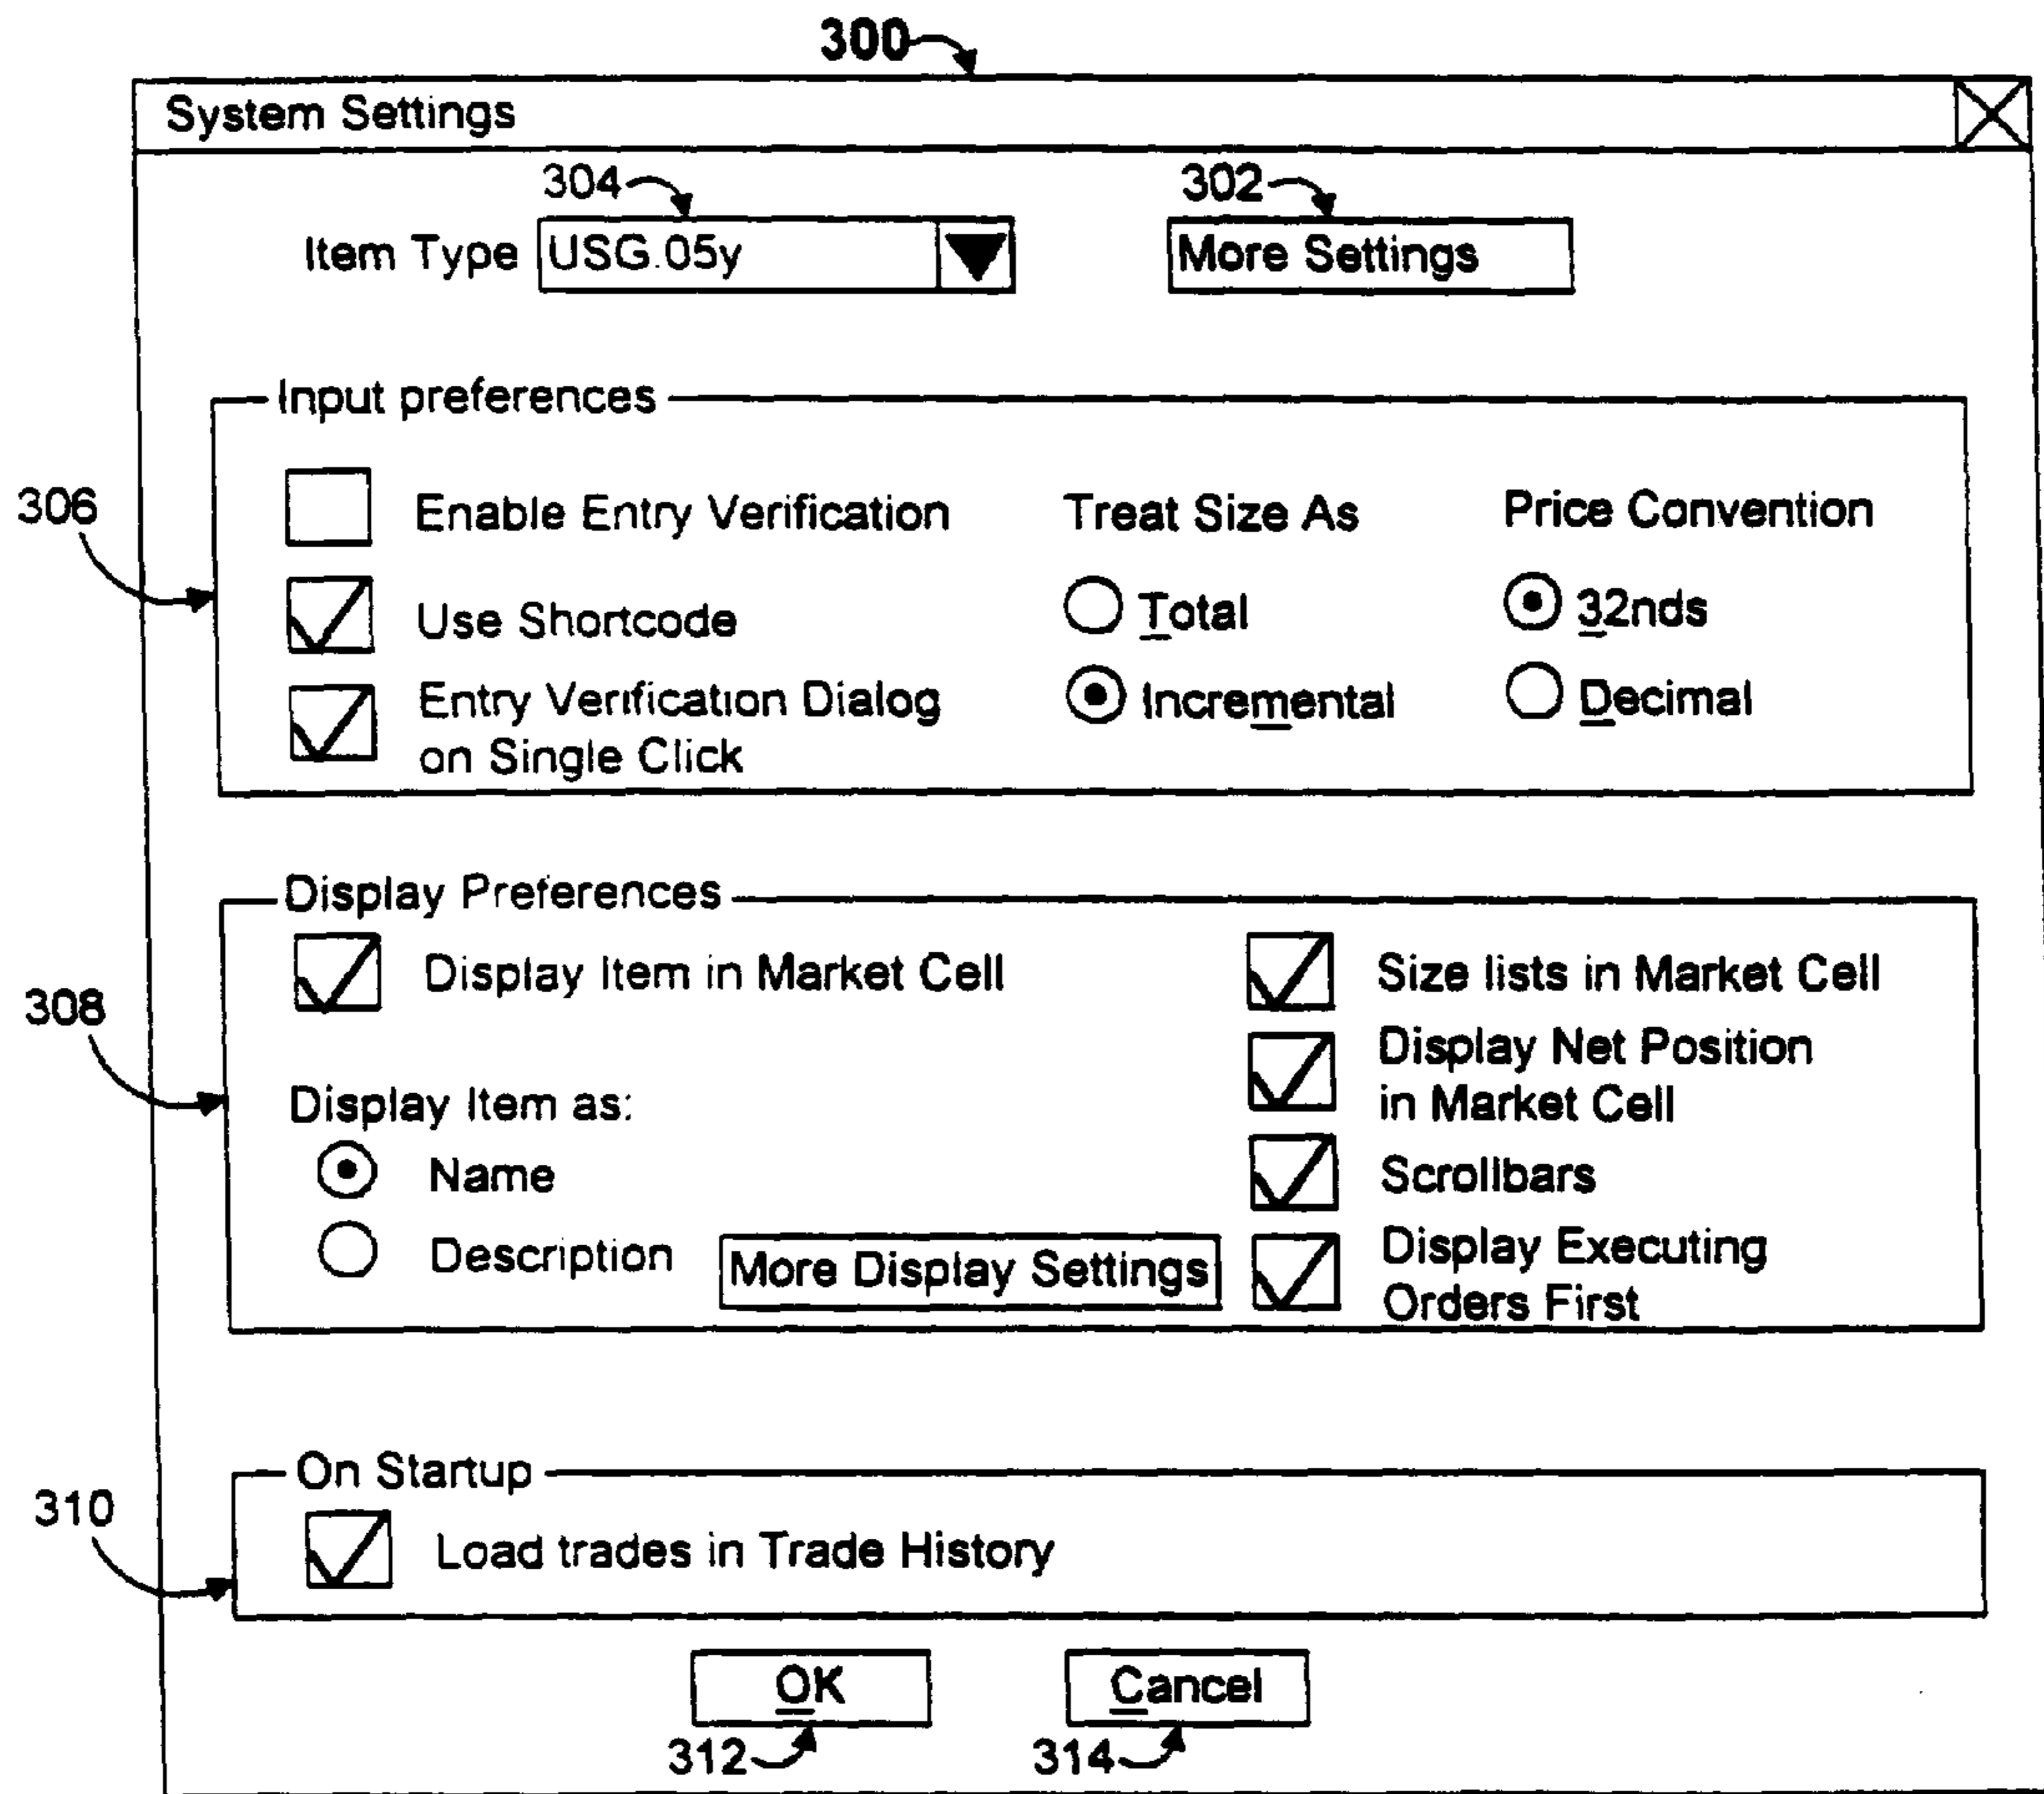 300
System Settings
304
302
Item Type
USG.05y
More Settings
Input preferences
306
Enable Entry Verification
Treat Size As
Price Convention
Use Shortcode
Total
32nds
Entry Verification Dialog
on Single Click
Incremental
Decimal
Display Preferences
308
Display Item in Market Cell
Size lists in Market Cell
Display Net Position
in Market Cell
Display Item as:
Name
Scrollbars
Description
More Display Settings
Display Executing
Orders First
On Startup
310
Load trades in Trade History
OK
Cancel
312
314